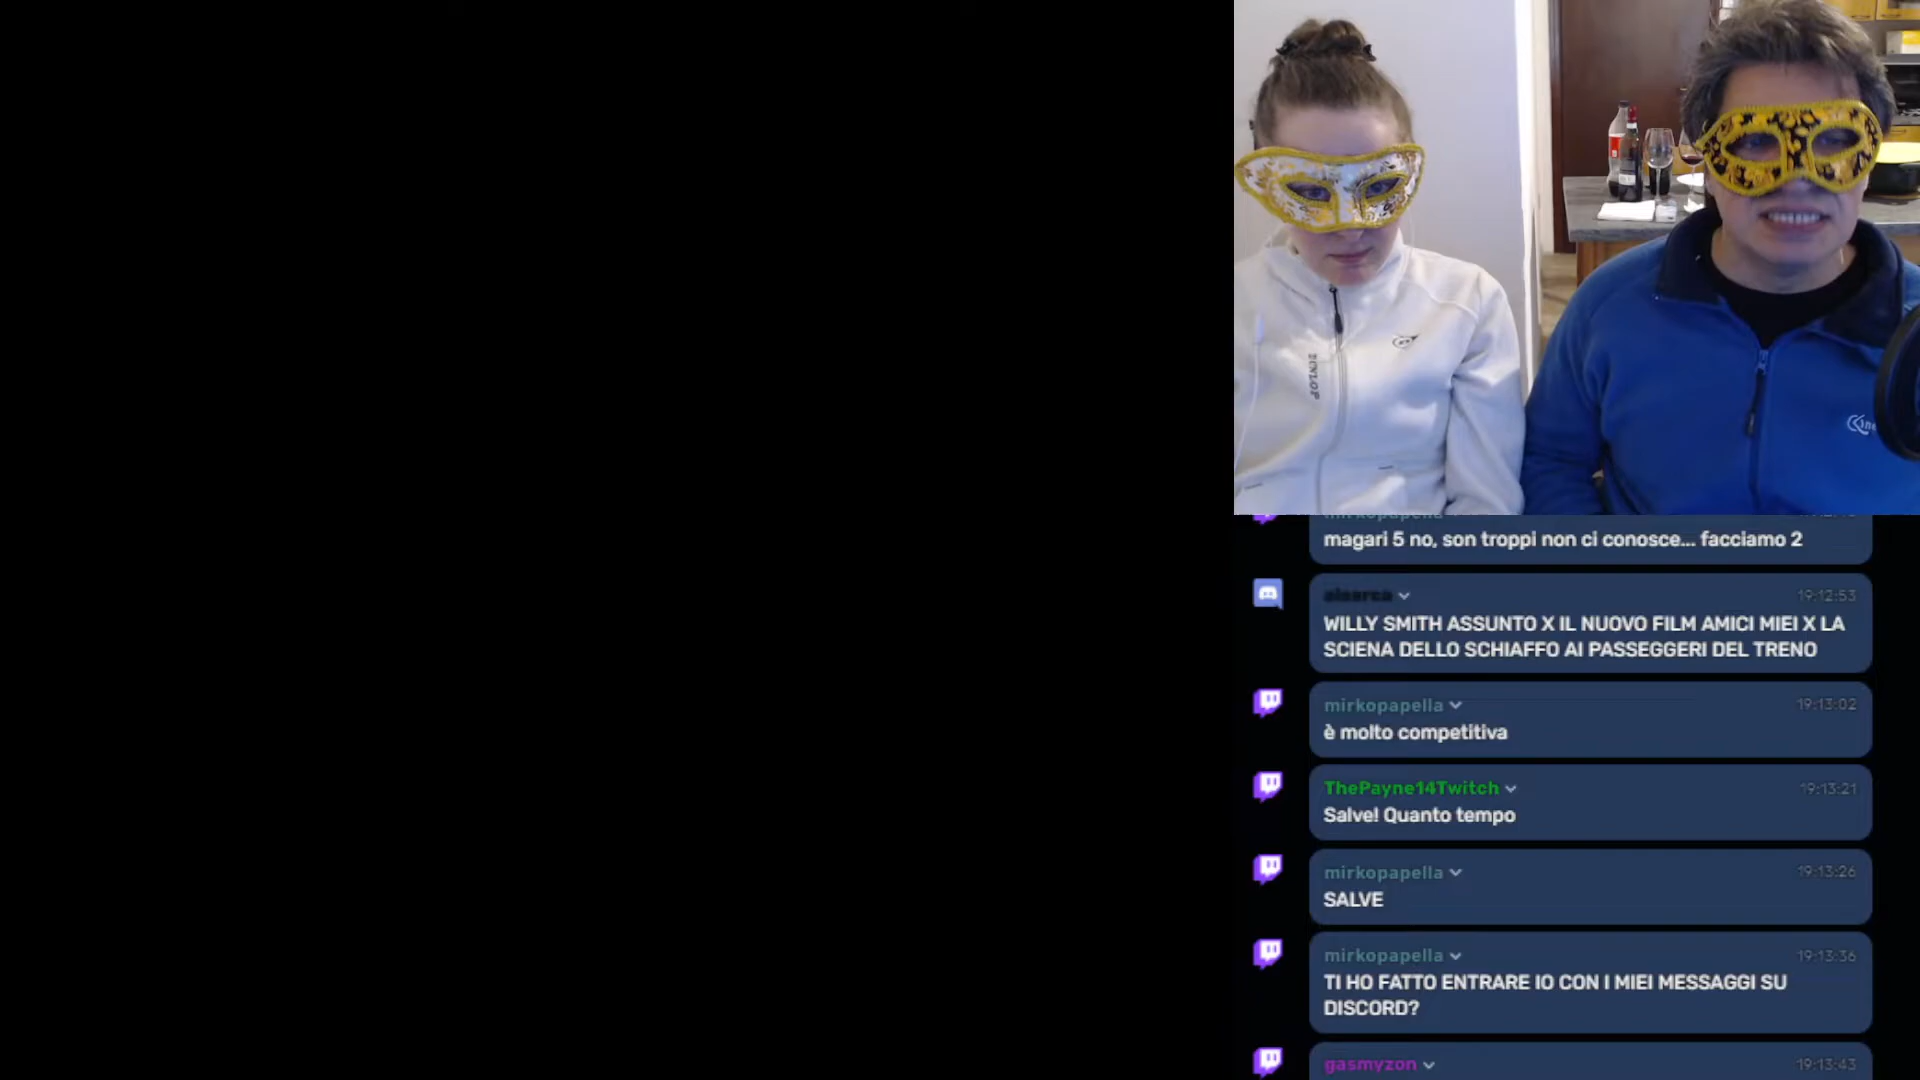 DUNLOP
mirkopapella
magari 5 no, son troppi non ci conosce... facciamo 2
19:12:53
WILLY SMITH ASSUNTO X IL NUOVO FILM AMICI MIEI X LA
SCIENA DELLO SCHIAFFO AI PASSEGGERI DEL TRENO
mirkopapella 19:13:02
è molto competitiva
ThePayne14Twitch 19:13:21
Salve! Quanto tempo
mirkopapella 19:13:26
SALVE
mirkopapella 19:13:36
TI HO FATTO ENTRARE IO CON I MIEI MESSAGGI SU
DISCORD?
gasmyzon 19:13:43